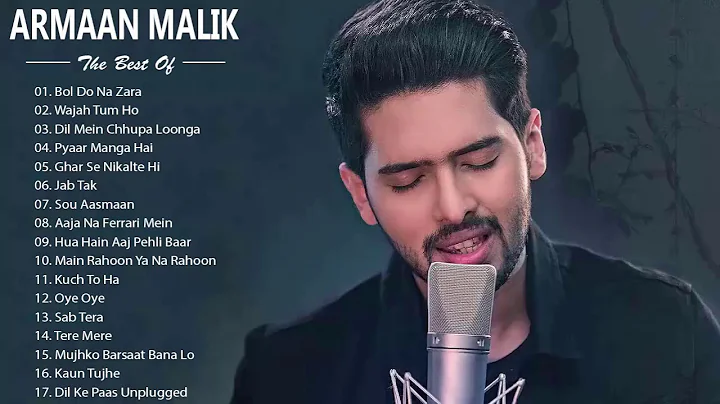 ARMAAN MALIK
The Best Of
01. Bol Do Na Zara
02. Wajah Tum Ho
03. Dil Mein Chhupa Loonga
04. Pyaar Manga Hai
05. Ghar Se Nikalte Hi
06. Jab Tak
07. Sou Aasmaan
08. Aaja Na Ferrari Mein
09. Hua Hain Aaj Pehli Baar
10. Main Rahoon Ya Na Rahoon
11. Kuch To Ha
12. Oye Oye
13. Sab Tera
14. Tere Mere
15. Mujhko Barsaat Bana Lo
16. Kaun Tujhe
17. Dil Ke Paas Unplugged